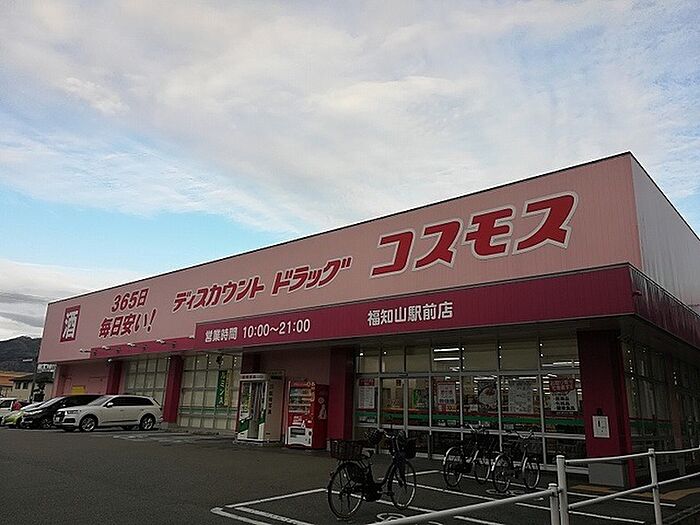 酒
365日
毎日安い!
ディスカウント ドラッグ コスモス
営業時間 10:00～21:00
福知山駅前店